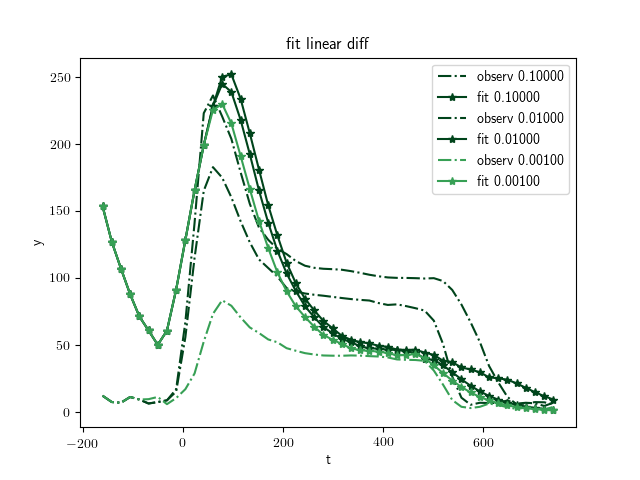 fit linear diff
y
250
200
150
100
50
0
−200
0
200
400
600
t
observ 0.10000
fit 0.10000
observ 0.01000
fit 0.01000
observ 0.00100
fit 0.00100